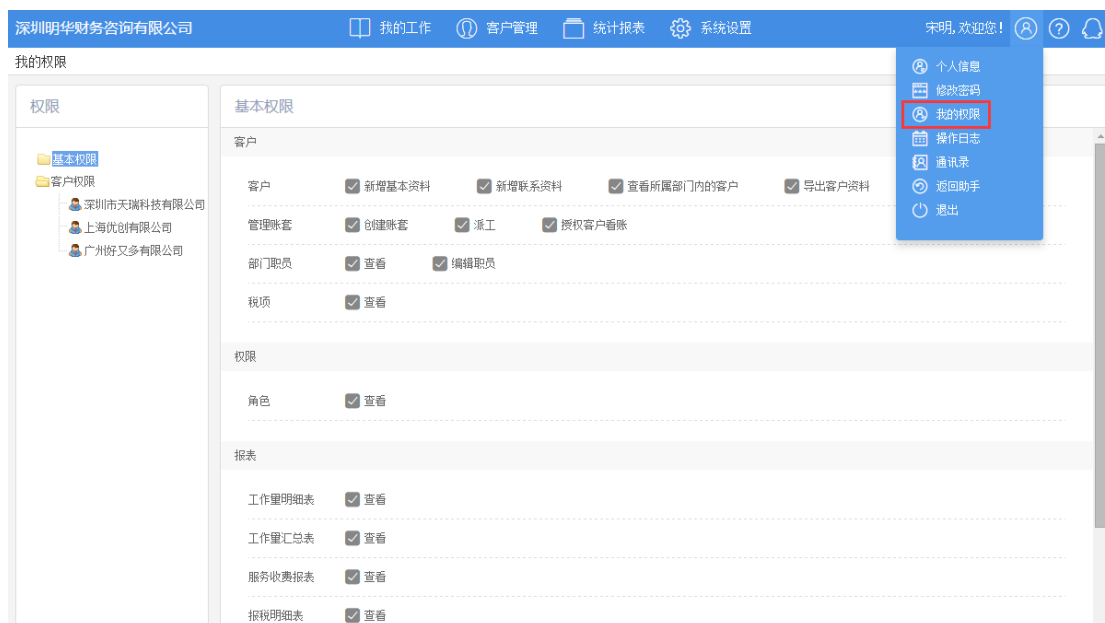 深圳明华财务咨询有限公司 我的工作 客户管理 统计报表 系统设置 宋明,欢迎您!
我的权限
个人信息
修改密码
我的权限
操作日志
通讯录
返回助手
退出
权限
基本权限
客户权限
深圳市天瑞科技有限公司
上海优创有限公司
广州好又多有限公司
基本权限
客户
客户 新增基本资料 新增联系资料 查看所属部门内的客户 导出客户资料
管理账套 创建账套 派工 授权客户看账
部门职员 查看 编辑职员
税项 查看
权限
角色 查看
报表
工作量明细表 查看
工作量汇总表 查看
服务收费报表 查看
报税明细表 查看